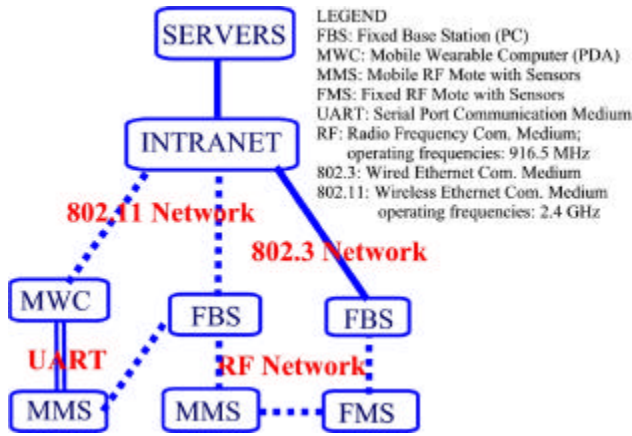 SERVERS
INTRANET
802.11 Network
802.3 Network
MWC
FBS
FBS
UART
RF Network
MMS
MMS
FMS
LEGEND
FBS: Fixed Base Station (PC)
MWC: Mobile Wearable Computer (PDA)
MMS: Mobile RF Mote with Sensors
FMS: Fixed RF Mote with Sensors
UART: Serial Port Communication Medium
RF: Radio Frequency Com. Medium;
operating frequencies: 916.5 MHz
802.3: Wired Ethernet Com. Medium
802.11: Wireless Ethernet Com. Medium
operating frequencies: 2.4 GHz